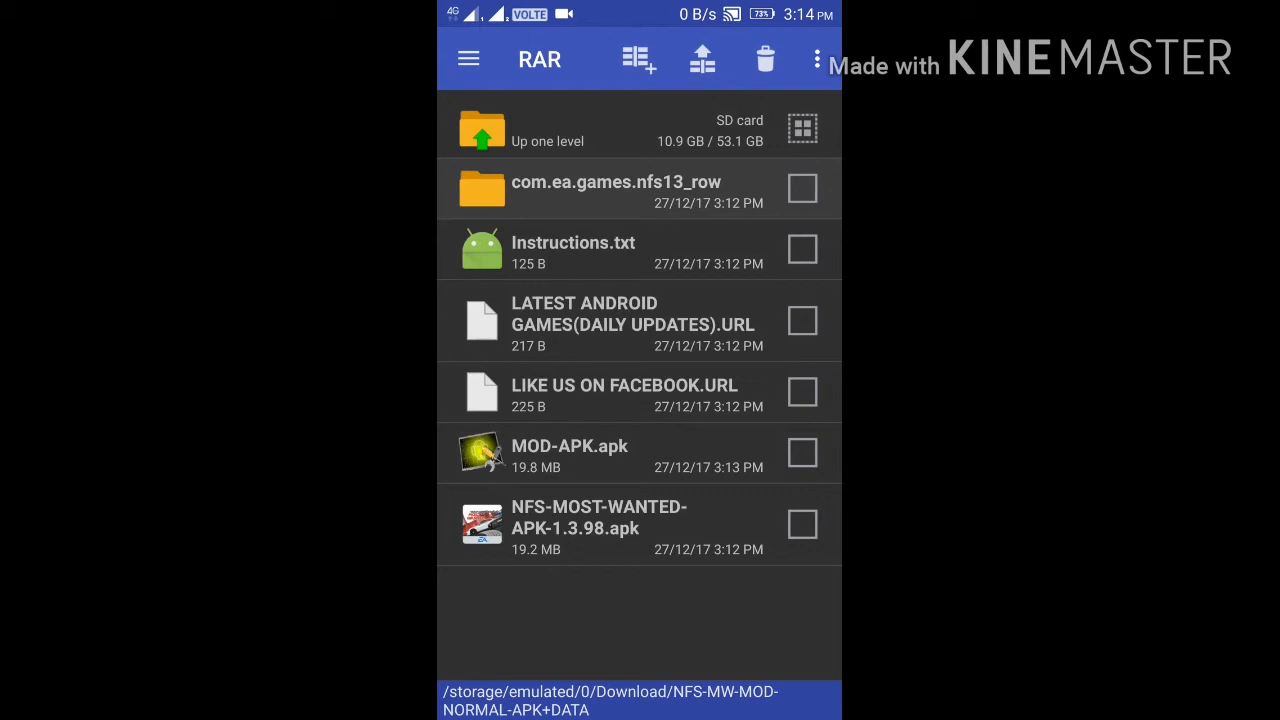 4G 1 2 VOLTE 0 B/s 73% 3:14 PM
RAR
Made with KINEMASTER
SD card
Up one level 10.9 GB / 53.1 GB
com.ea.games.nfs13_row
27/12/17 3:12 PM
Instructions.txt
125 B 27/12/17 3:12 PM
LATEST ANDROID
GAMES(DAILY UPDATES).URL
217 B 27/12/17 3:12 PM
LIKE US ON FACEBOOK.URL
225 B 27/12/17 3:12 PM
MOD-APK.apk
19.8 MB 27/12/17 3:13 PM
NFS-MOST-WANTED-
APK-1.3.98.apk
19.2 MB 27/12/17 3:12 PM
/storage/emulated/0/Download/NFS-MW-MOD-
NORMAL-APK+DATA